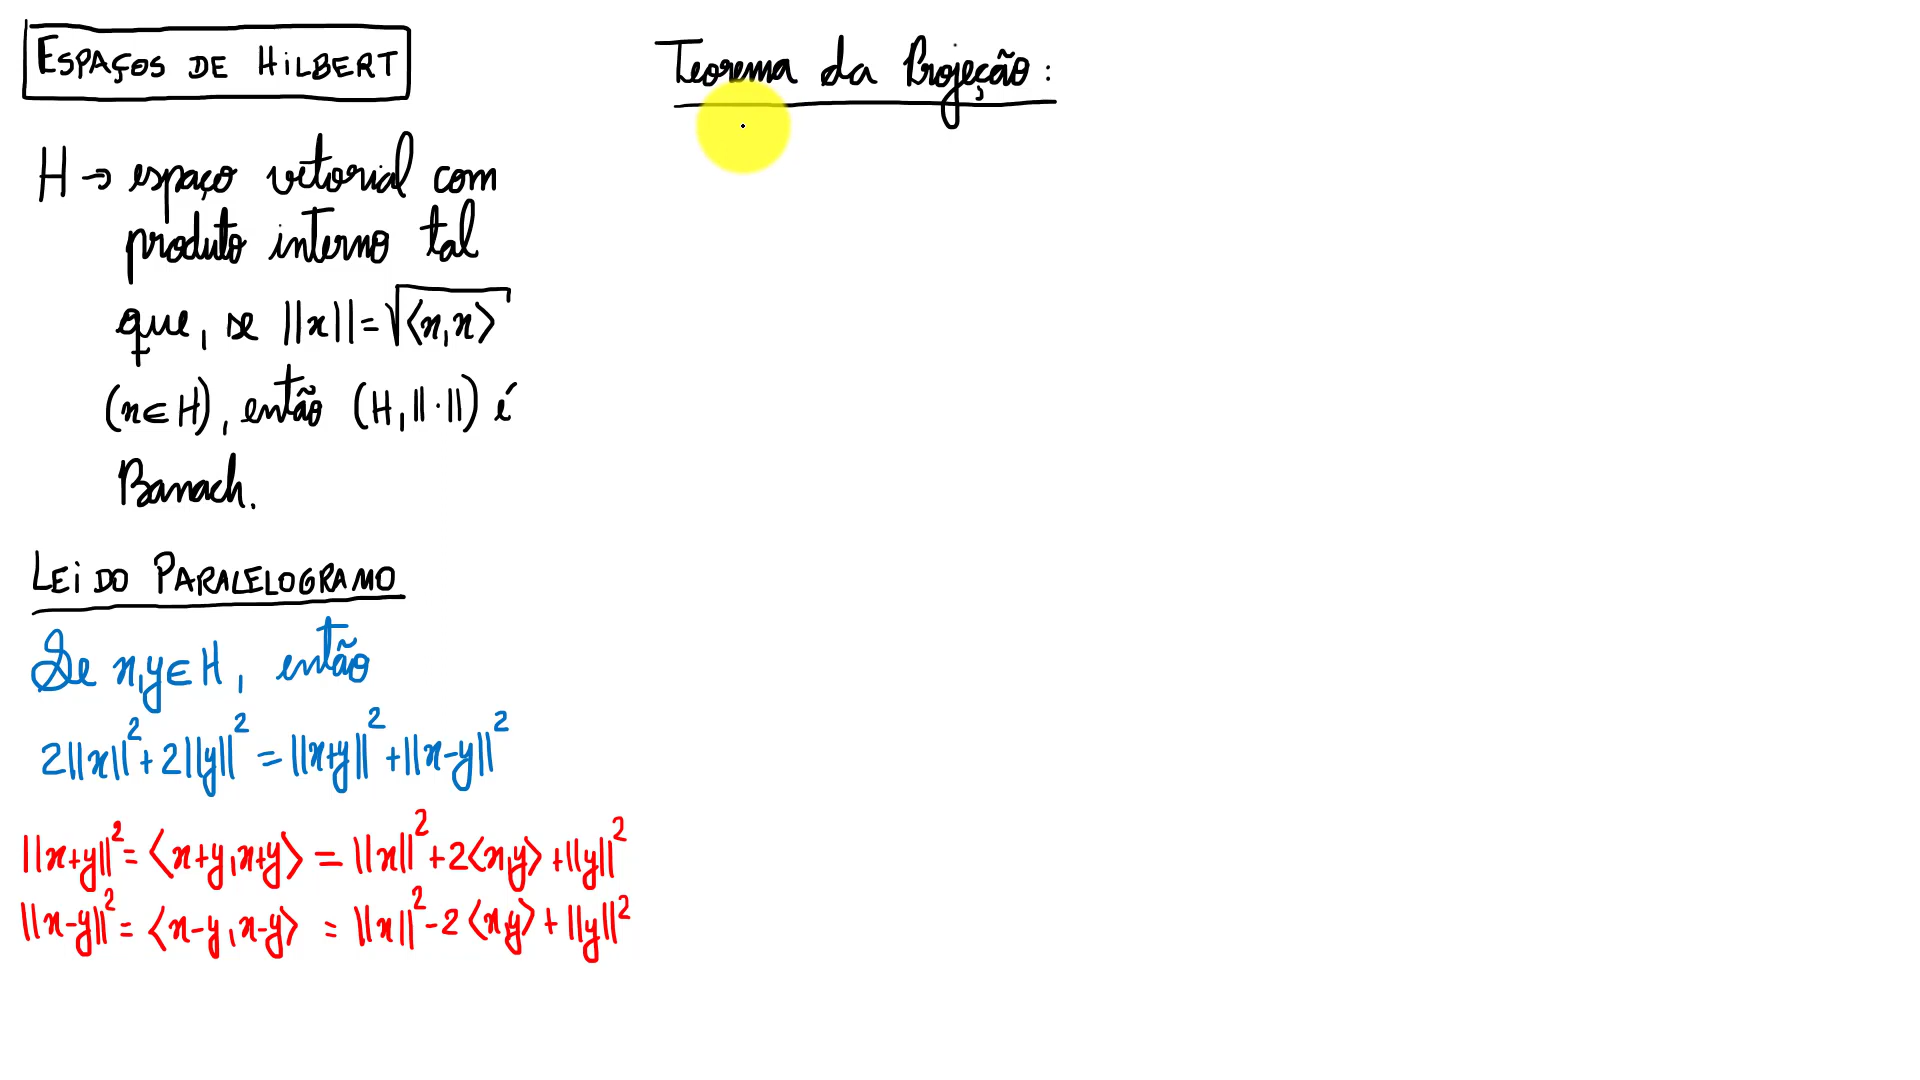 ESPAÇOS DE HILBERT
H → espaço vetorial com
produto interno tal
que, se ||x|| = √⟨x,x⟩
(x ∈ H), então (H, ||·||) é
Banach.
LEI DO PARALELOGRAMO
Se x,y ∈ H, então
2||x||² + 2||y||² = ||x+y||² + ||x-y||²
||x+y||² = ⟨x+y, x+y⟩ = ||x||² + 2⟨x,y⟩ + ||y||²
||x-y||² = ⟨x-y, x-y⟩ = ||x||² - 2⟨x,y⟩ + ||y||²
Teorema da Projeção: